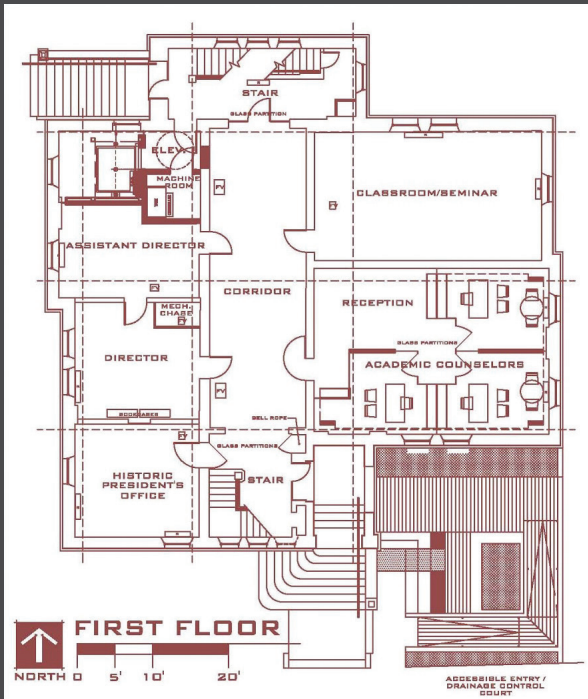 STAIR
GLASS PARTITION
ELEV.
MACHINE
ROOM
CLASSROOM/SEMINAR
ASSISTANT DIRECTOR
CORRIDOR
RECEPTION
MECH.
CHASE
GLASS PARTITIONS
DIRECTOR
ACADEMIC COUNSELORS
BOOKCASES
BELL ROPE
GLASS PARTITIONS
HISTORIC
PRESIDENT'S
OFFICE
STAIR
FIRST FLOOR
NORTH 0 5' 10' 20'
ACCESSIBLE ENTRY /
DRAINAGE CONTROL
COURT